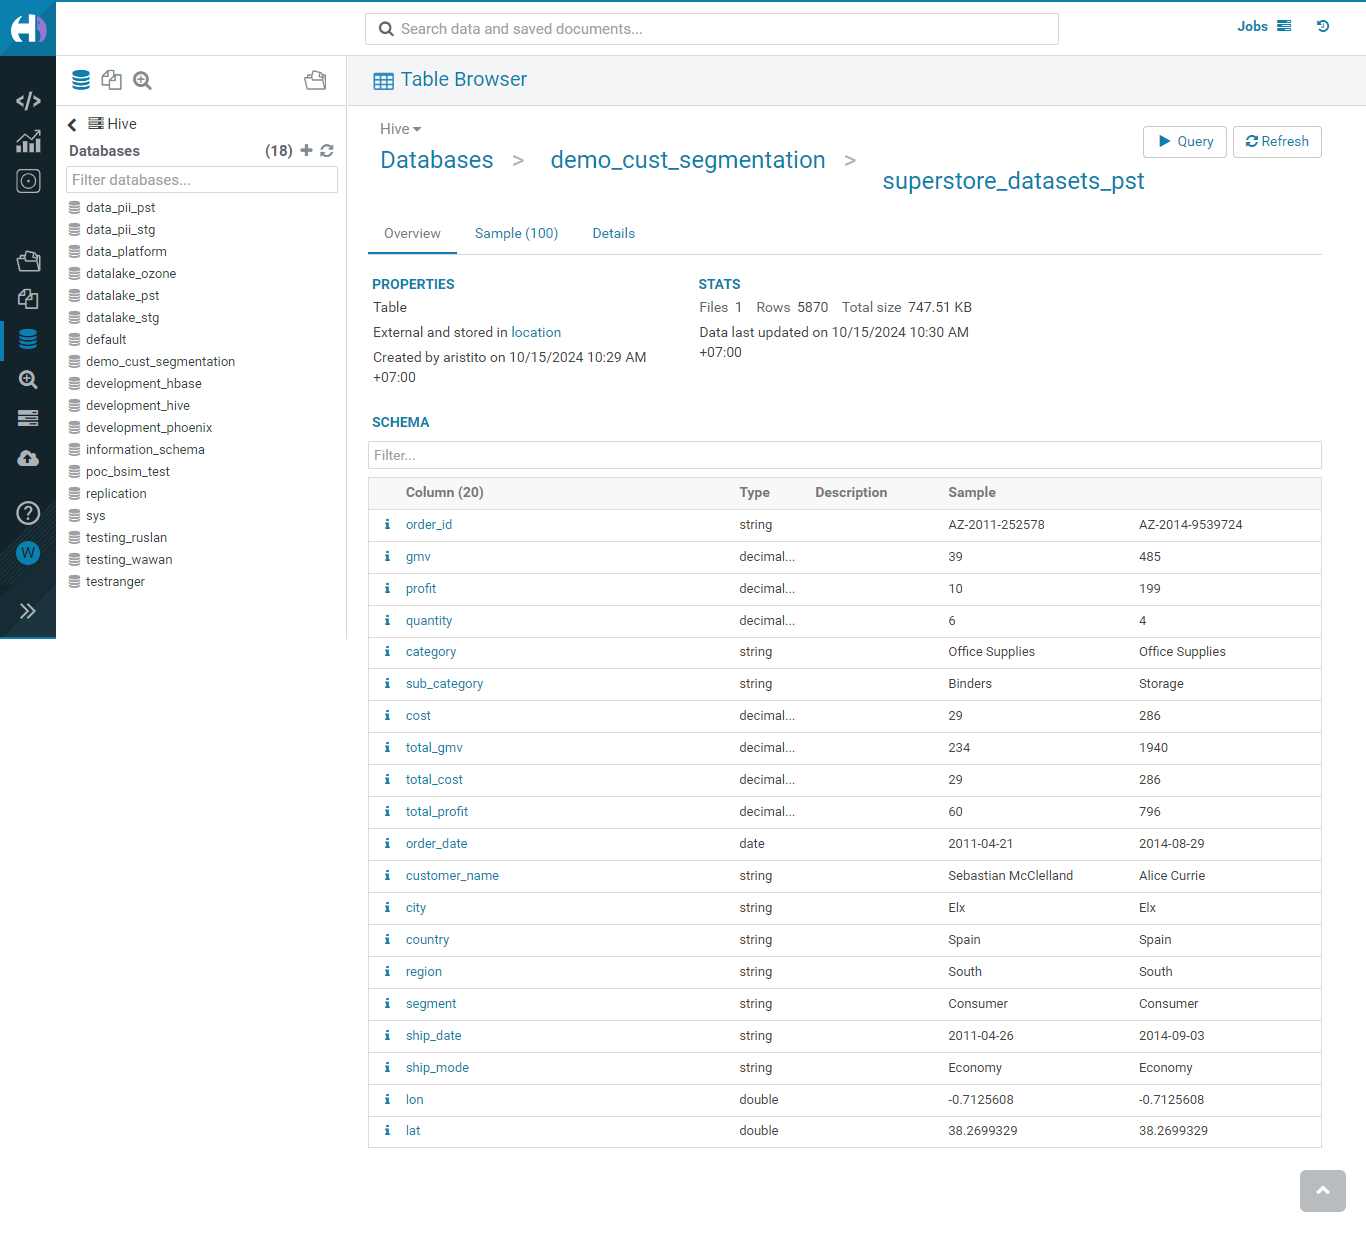 Search data and saved documents...
Jobs
Table Browser
Hive
Databases (18)
Filter databases...
data_pii_pst
data_pii_stg
data_platform
datalake_ozone
datalake_pst
datalake_stg
default
demo_cust_segmentation
development_hbase
development_hive
development_phoenix
information_schema
poc_bsim_test
replication
sys
testing_ruslan
testing_wawan
testranger
W
Hive
Databases > demo_cust_segmentation >
superstore_datasets_pst
Query Refresh
Overview Sample (100) Details
PROPERTIES
Table
External and stored in location
Created by aristito on 10/15/2024 10:29 AM
+07:00
STATS
Files 1 Rows 5870 Total size 747.51 KB
Data last updated on 10/15/2024 10:30 AM
+07:00
SCHEMA
Filter...
Column (20) Type Description Sample
order_id string AZ-2011-252578 AZ-2014-9539724
gmv decimal... 39 485
profit decimal... 10 199
quantity decimal... 6 4
category string Office Supplies Office Supplies
sub_category string Binders Storage
cost decimal... 29 286
total_gmv decimal... 234 1940
total_cost decimal... 29 286
total_profit decimal... 60 796
order_date date 2011-04-21 2014-08-29
customer_name string Sebastian McClelland Alice Currie
city string Elx Elx
country string Spain Spain
region string South South
segment string Consumer Consumer
ship_date string 2011-04-26 2014-09-03
ship_mode string Economy Economy
lon double -0.7125608 -0.7125608
lat double 38.2699329 38.2699329